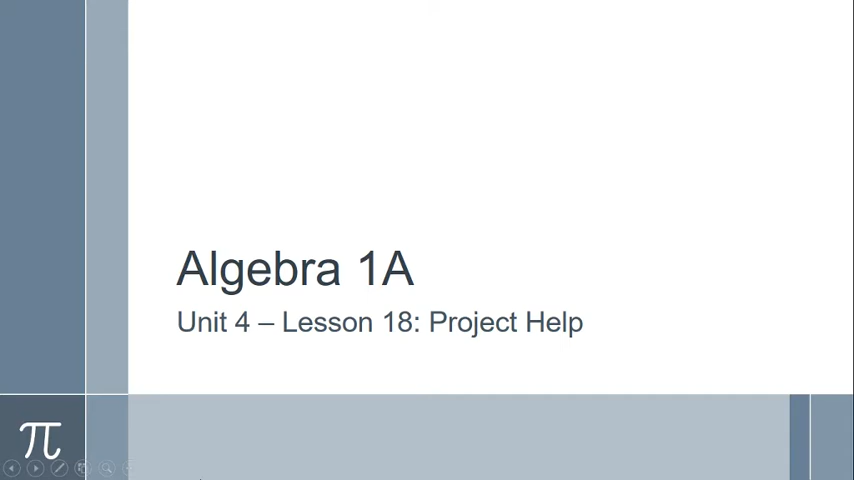 Algebra 1A
Unit 4 – Lesson 18: Project Help
π